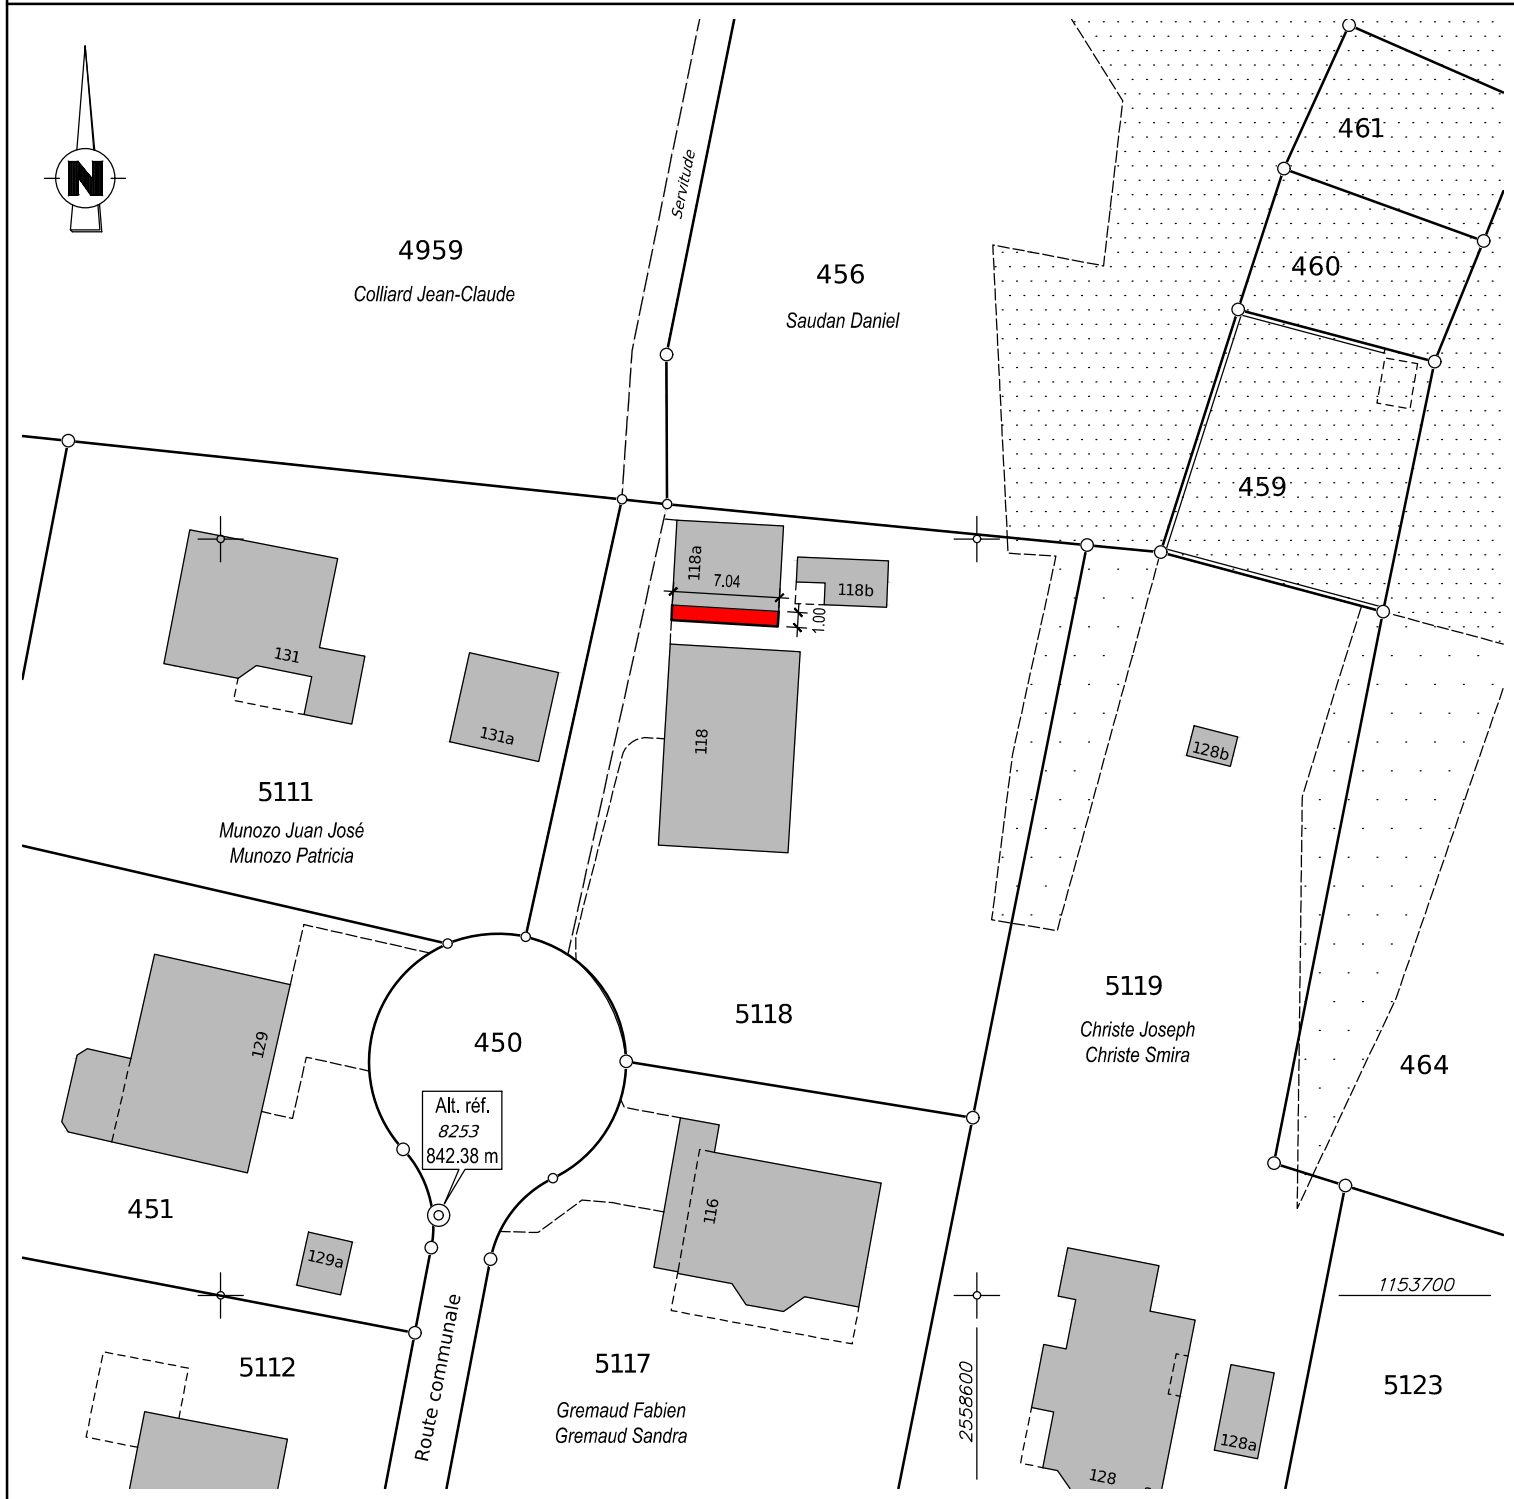 461
N
Servitude
4959
Colliard Jean-Claude
456
Saudan Daniel
460
459
118a
7.04
118b
1.00
131
131a
118
128b
5111
Munozo Juan José
Munozo Patricia
5118
5119
Christe Joseph
Christe Smira
129
450
464
Alt. réf.
8253
842.38 m
451
116
129a
1153700
Route communale
5112
5117
Gremaud Fabien
Gremaud Sandra
2558600
5123
128a
128